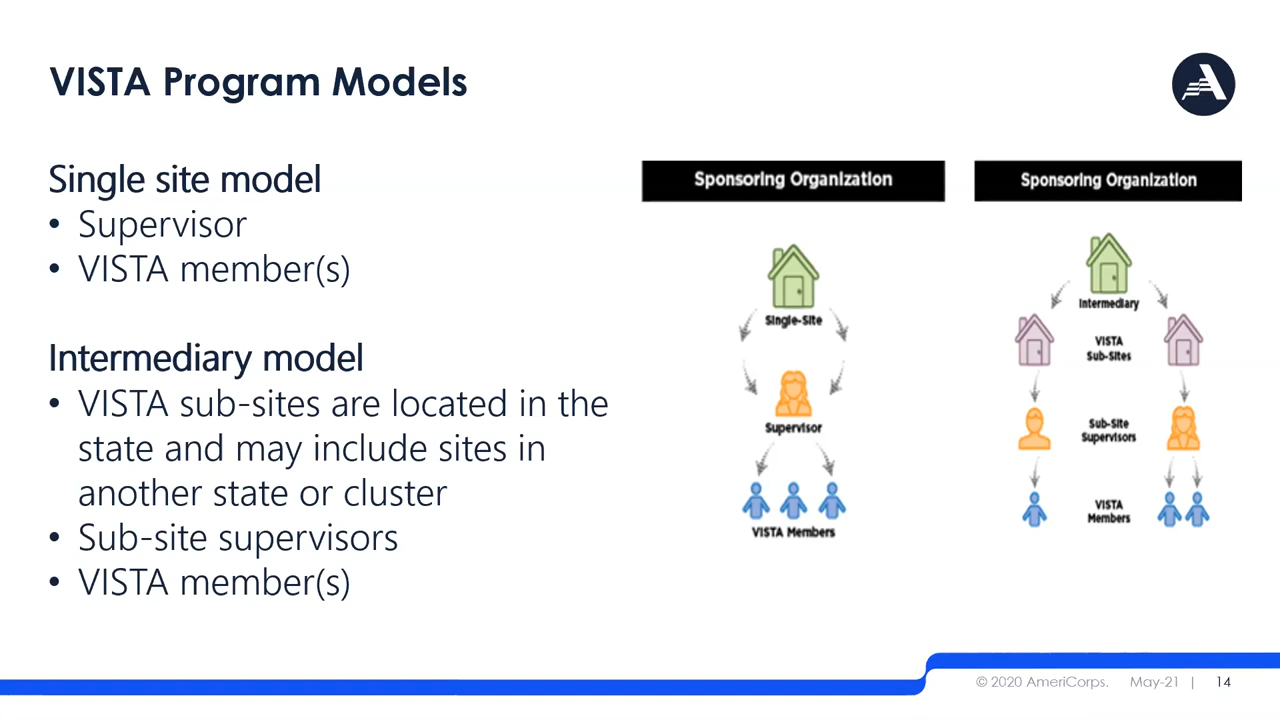 VISTA Program Models
Single site model
• Supervisor
• VISTA member(s)
Intermediary model
• VISTA sub-sites are located in the
state and may include sites in
another state or cluster
• Sub-site supervisors
• VISTA member(s)
Sponsoring Organization
Single-Site
Supervisor
VISTA Members
Sponsoring Organization
Intermediary
VISTA
Sub-Sites
Sub-Site
Supervisors
VISTA
Members
© 2020 AmeriCorps. May-21 | 14